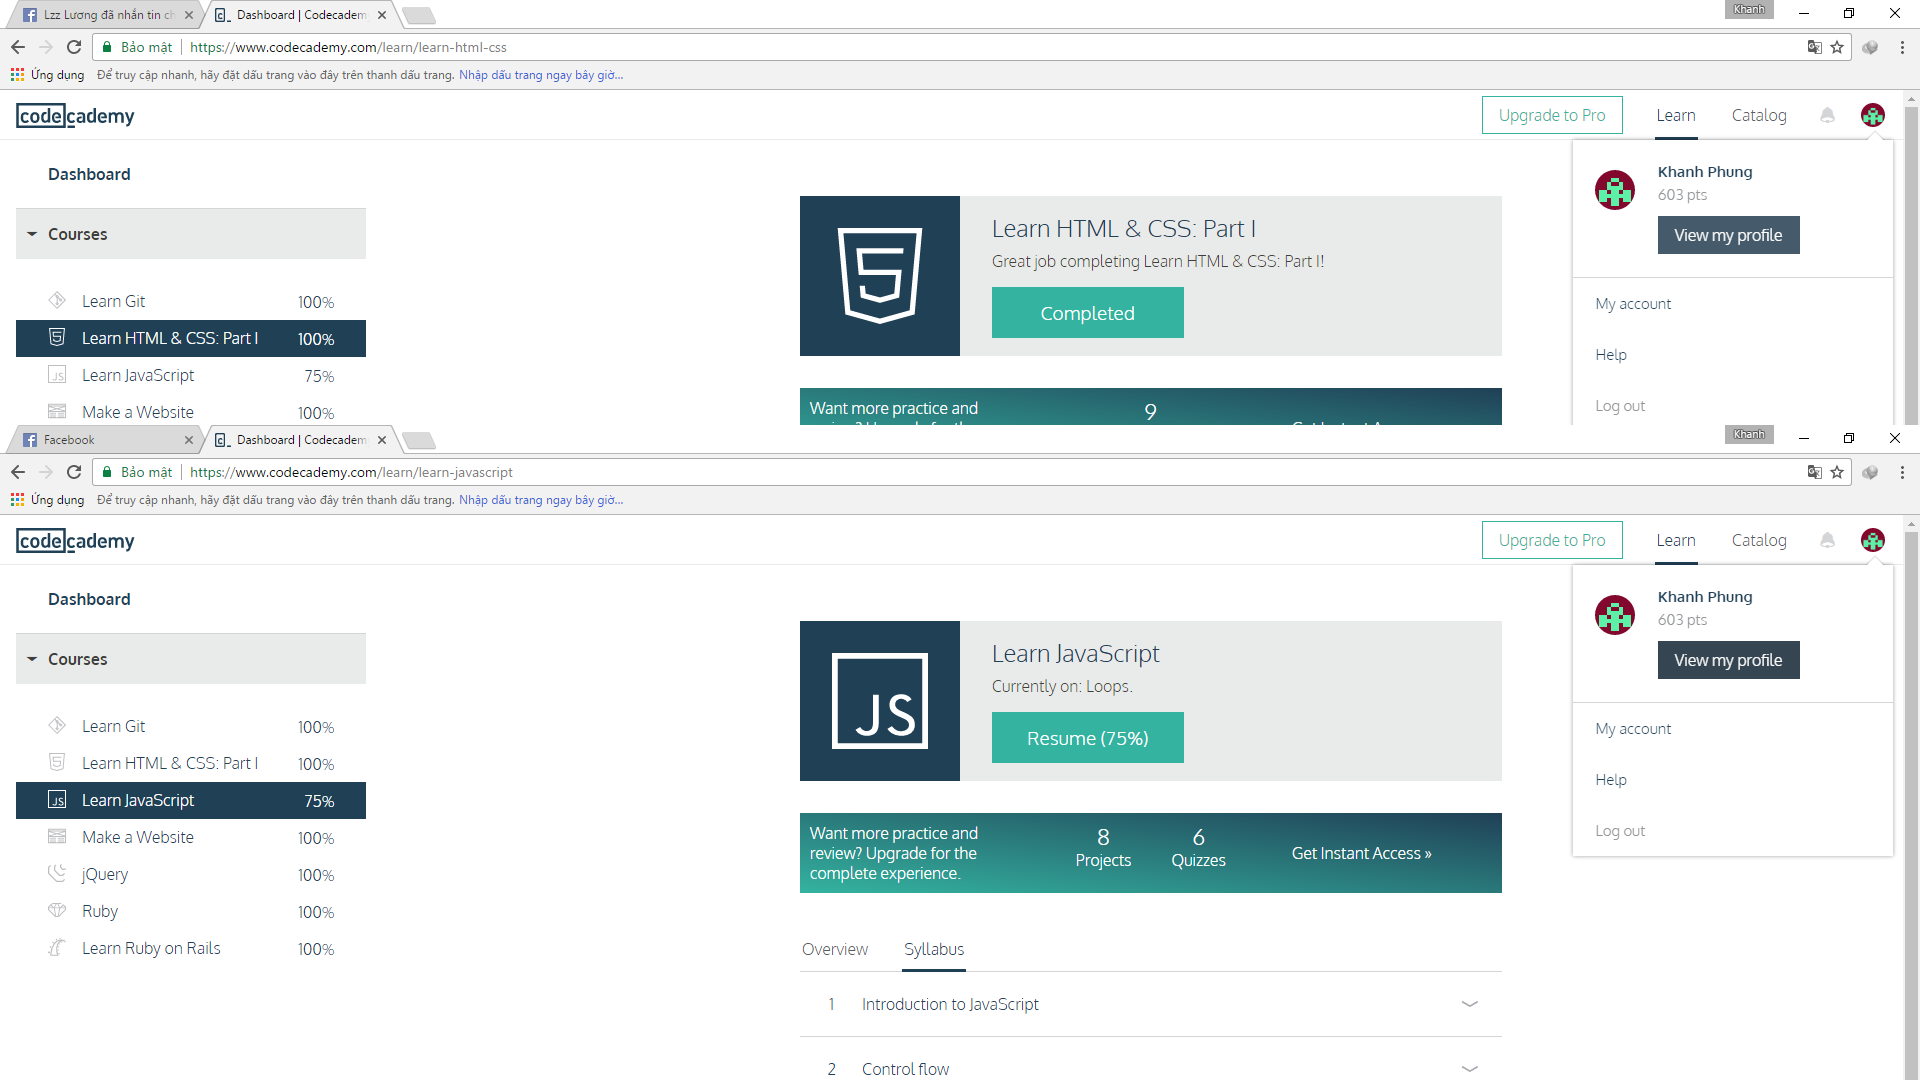 Lzz Lương đã nhắn tin ch
Dashboard | Codecadem
Khanh
Bảo mật
https://www.codecademy.com/learn/learn-html-css
Ứng dụng
Để truy cập nhanh, hãy đặt dấu trang vào đây trên thanh dấu trang.
Nhập dấu trang ngay bây giờ...
codecademy
Upgrade to Pro
Learn
Catalog
Dashboard
Courses
Learn Git 100%
Learn HTML & CSS: Part I 100%
Learn JavaScript 75%
Make a Website 100%
5
Learn HTML & CSS: Part I
Great job completing Learn HTML & CSS: Part I!
Completed
Want more practice and
9
Khanh Phung
603 pts
View my profile
My account
Help
Log out
Facebook
Dashboard | Codecadem
Khanh
Bảo mật
https://www.codecademy.com/learn/learn-javascript
Ứng dụng
Để truy cập nhanh, hãy đặt dấu trang vào đây trên thanh dấu trang.
Nhập dấu trang ngay bây giờ...
codecademy
Upgrade to Pro
Learn
Catalog
Dashboard
Courses
Learn Git 100%
Learn HTML & CSS: Part I 100%
JS Learn JavaScript 75%
Make a Website 100%
jQuery 100%
Ruby 100%
Learn Ruby on Rails 100%
JS
Learn JavaScript
Currently on: Loops.
Resume (75%)
Want more practice and
review? Upgrade for the
complete experience.
8
Projects
6
Quizzes
Get Instant Access »
Overview
Syllabus
1 Introduction to JavaScript
2 Control flow
Khanh Phung
603 pts
View my profile
My account
Help
Log out